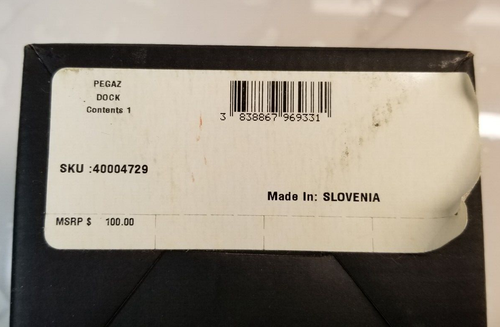 PEGAZ
DOCK
Contents 1
3 838867 969331
SKU :40004729
Made In: SLOVENIA
MSRP $ 100.00